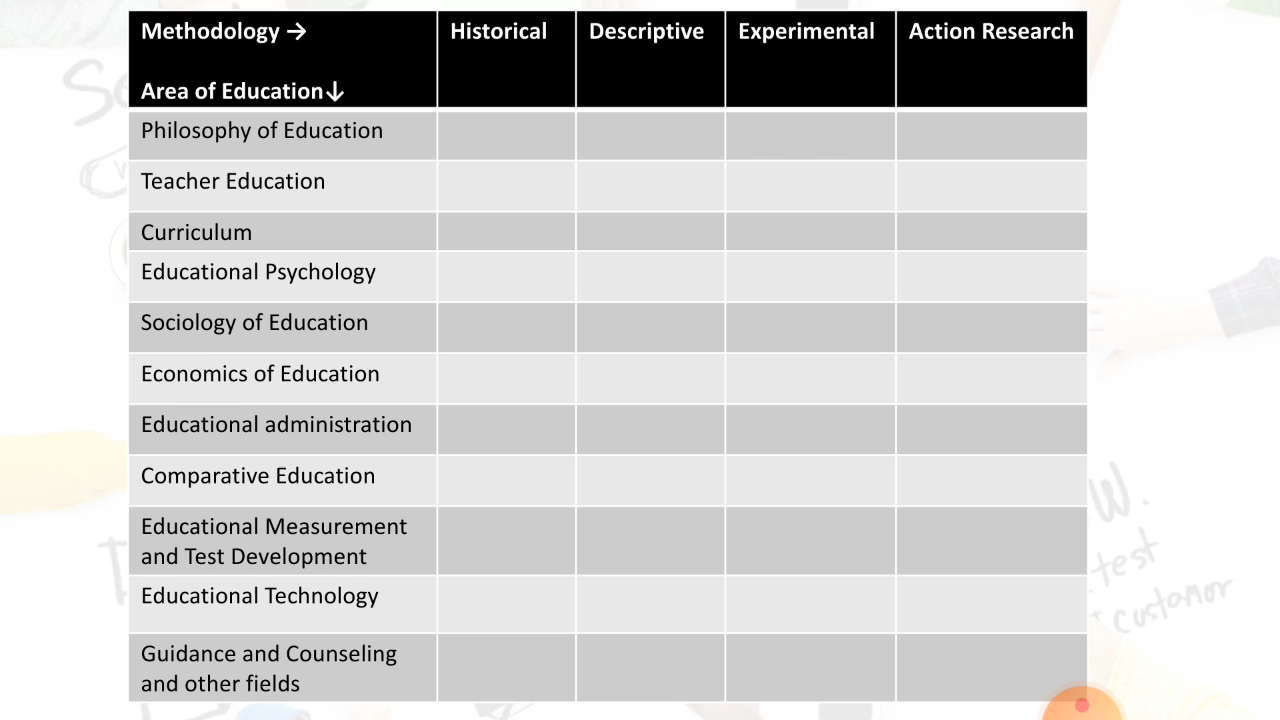 Methodology → Historical Descriptive Experimental Action Research
Area of Education↓
Philosophy of Education
Teacher Education
Curriculum
Educational Psychology
Sociology of Education
Economics of Education
Educational administration
Comparative Education
Educational Measurement
and Test Development
Educational Technology
Guidance and Counseling
and other fields
W.
test
customor